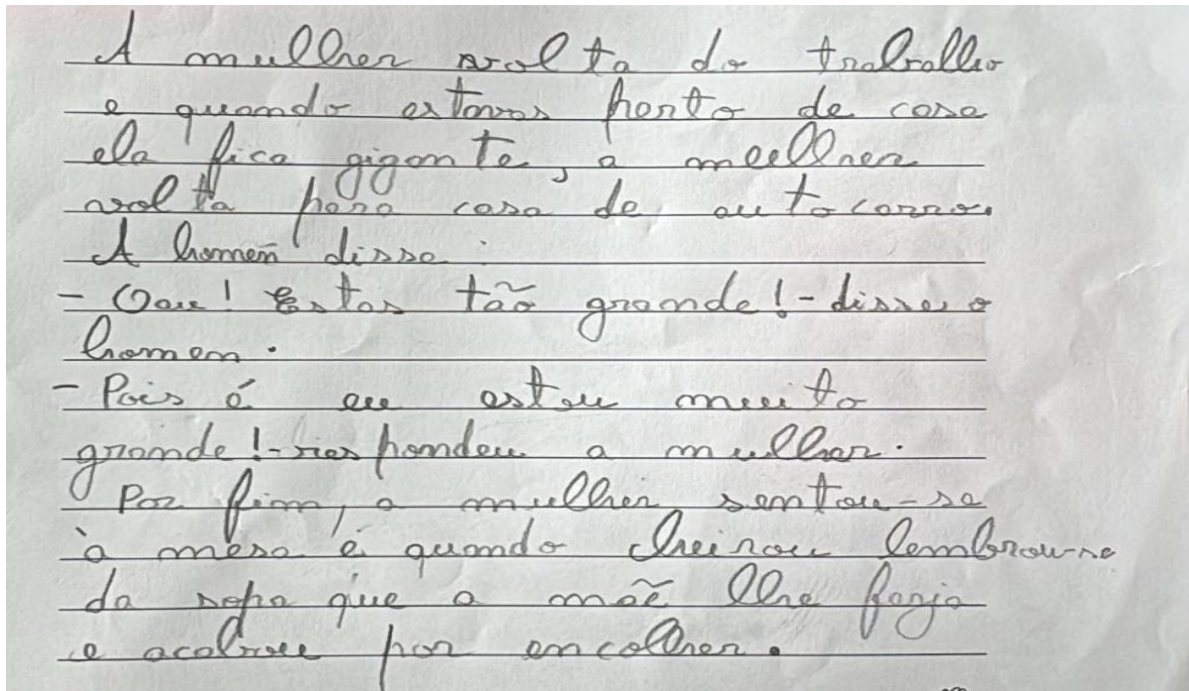 A mulher volta do trabalho
e quando estava perto de casa
ela fica gigante, a mulher
volta para casa de autocarro.
A homem disse :
- Oau! Estas tão grande! - disse o
homen.
- Pois é eu estou muito
grande! - respondeu a mulher.
Por fim, a mulher sentou-se
à mesa e quando cheirou lembrou-se
da sopa que a mãe lhe fazia
e acabou por encolher.